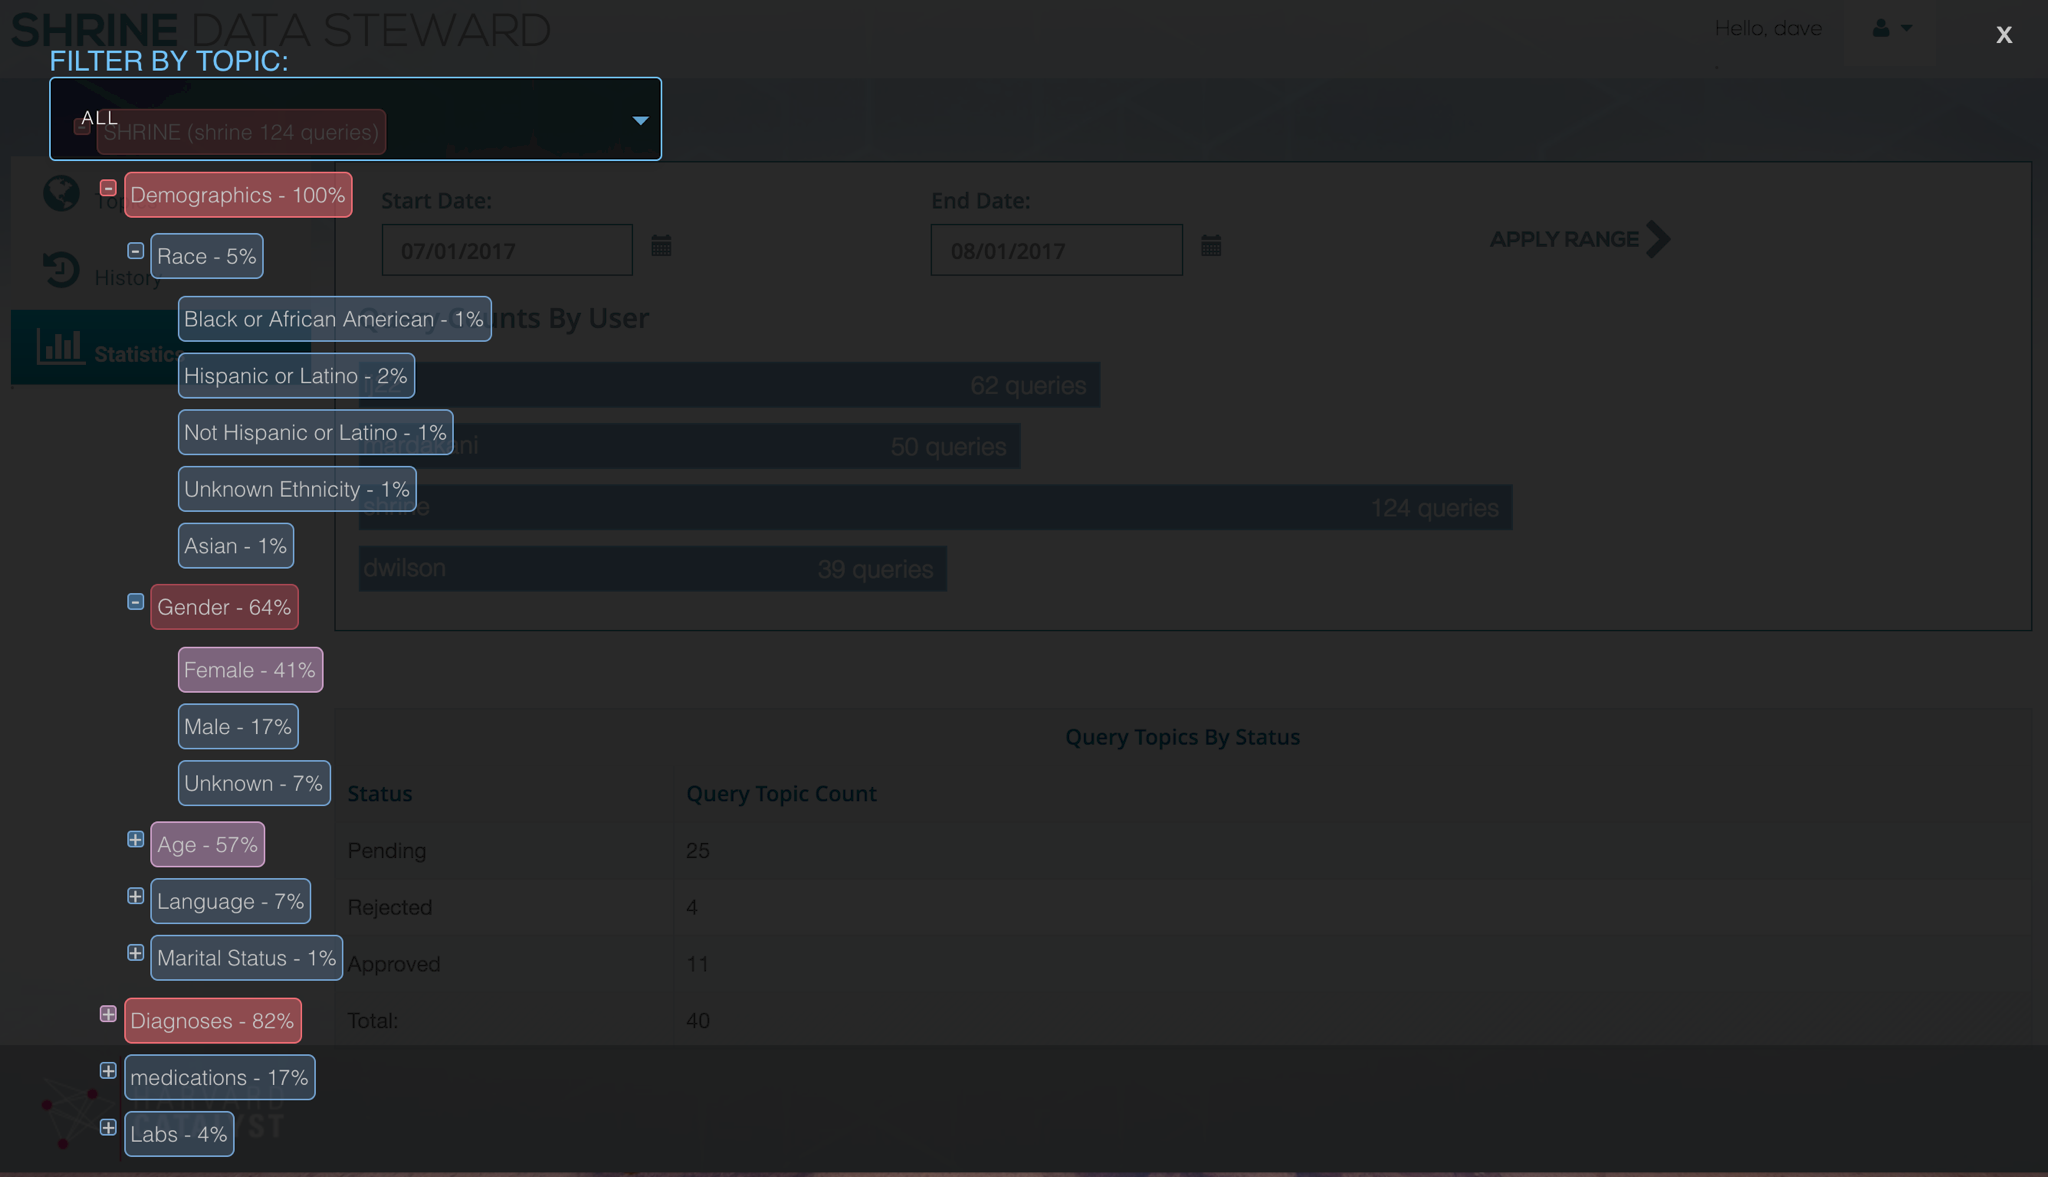 SHRINE DATA STEWARD
Hello, dave
X
FILTER BY TOPIC:
ALL
SHRINE (shrine 124 queries)
Demographics - 100%
Race - 5%
Black or African American - 1%
Hispanic or Latino - 2%
Not Hispanic or Latino - 1%
Unknown Ethnicity - 1%
Asian - 1%
Gender - 64%
Female - 41%
Male - 17%
Unknown - 7%
Age - 57%
Language - 7%
Marital Status - 1%
Diagnoses - 82%
medications - 17%
Labs - 4%
History
Statistics
Start Date:
07/01/2017
End Date:
08/01/2017
APPLY RANGE
Query Counts By User
62 queries
mardakani
50 queries
shrine
124 queries
dwilson
39 queries
Query Topics By Status
Status
Query Topic Count
Pending
25
Rejected
4
Approved
11
Total:
40
HARVARD
CATALYST